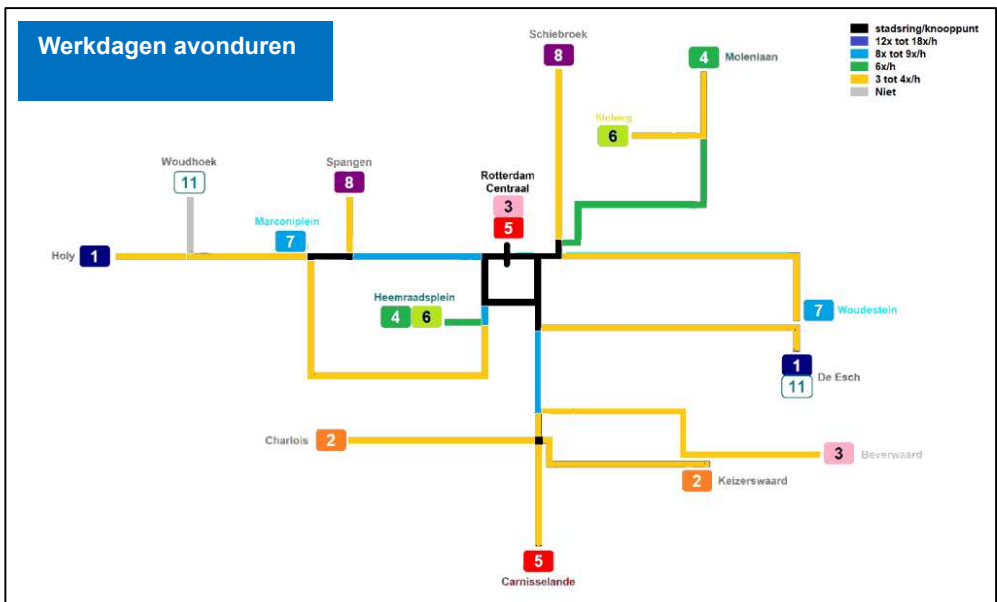 Werkdagen avonduren
stadsring/knooppunt
12x tot 18x/h
8x tot 9x/h
6x/h
3 tot 4x/h
Niet
Schiebroek
8
4
Molenlaan
Kleiweg
6
Woudhoek
11
Spangen
8
Rotterdam
Centraal
3
5
Marconiplein
7
Holy
1
Heemraadsplein
4 6
7
Woudestein
1
11
De Esch
Charlois
2
3
Beverwaard
2
Keizerswaard
5
Carnisselande